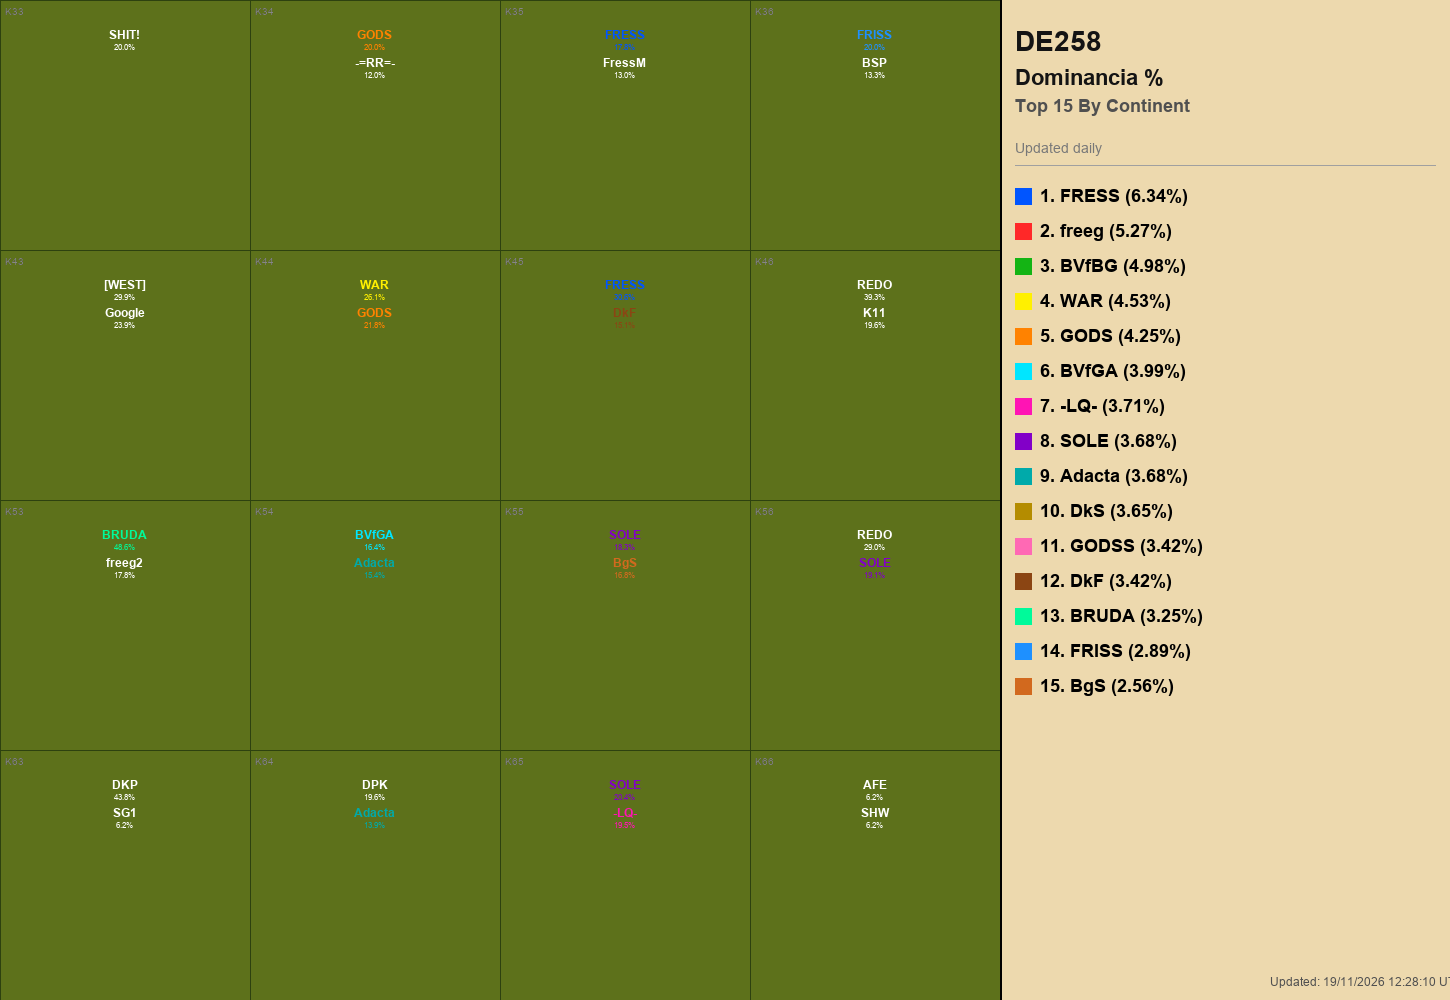 K33
SHIT!
20.0%
K34
GODS
20.0%
-=RR=-
12.0%
K35
FRESS
FressM
13.0%
K36
FRISS
20.0%
BSP
13.3%
K43
[WEST]
29.9%
Google
23.9%
K44
WAR
26.1%
GODS
21.8%
K45
FRESS
DkF
K46
REDO
39.3%
K11
19.6%
K53
BRUDA
48.6%
freeg2
17.8%
K54
BVfGA
16.4%
Adacta
K55
SOLE
18.3%
BgS
16.8%
K56
REDO
29.0%
SOLE
19.1%
K63
DKP
43.8%
SG1
6.2%
K64
DPK
19.6%
Adacta
K65
SOLE
20.4%
-LQ-
K66
AFE
6.2%
SHW
6.2%
DE258
Dominancia %
Top 15 By Continent
Updated daily
1. FRESS (6.34%)
2. freeg (5.27%)
3. BVfBG (4.98%)
4. WAR (4.53%)
5. GODS (4.25%)
6. BVfGA (3.99%)
7. -LQ- (3.71%)
8. SOLE (3.68%)
9. Adacta (3.68%)
10. DkS (3.65%)
11. GODSS (3.42%)
12. DkF (3.42%)
13. BRUDA (3.25%)
14. FRISS (2.89%)
15. BgS (2.56%)
Updated: 19/11/2026 12:28:10